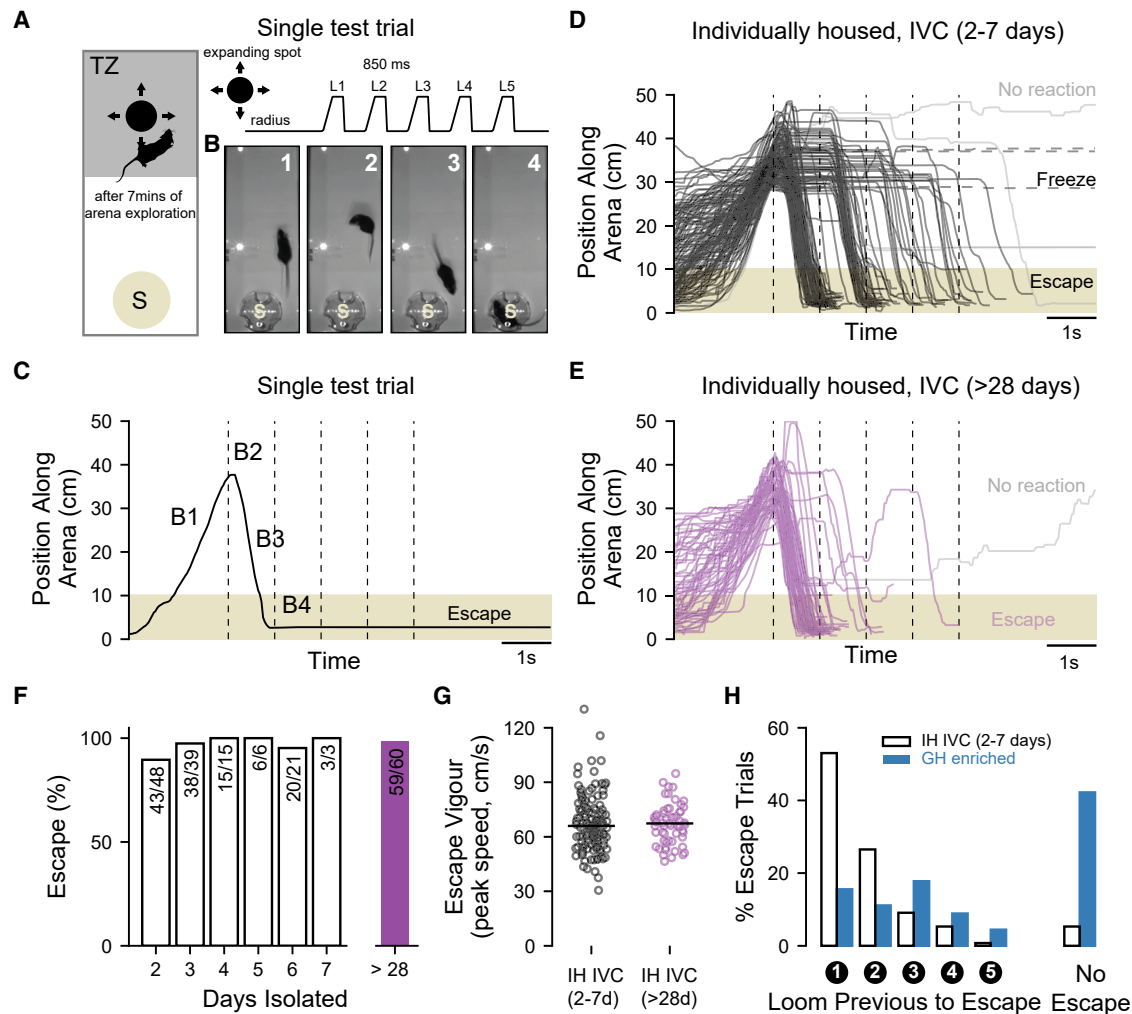 A
Single test trial
TZ
expanding spot
850 ms
L1 L2 L3 L4 L5
radius
after 7mins of
arena exploration
S
B
1
2
3
4
S
S
S
S
C
Single test trial
Position Along
Arena (cm)
50
40
30
20
10
0
B1
B2
B3
B4
Escape
Time
1s
D
Individually housed, IVC (2-7 days)
Position Along
Arena (cm)
50
40
30
20
10
0
No reaction
Freeze
Escape
Time
1s
E
Individually housed, IVC (>28 days)
Position Along
Arena (cm)
50
40
30
20
10
0
No reaction
Escape
Time
1s
F
Escape (%)
100
50
0
43/48
38/39
15/15
6/6
20/21
3/3
59/60
2 3 4 5 6 7 > 28
Days Isolated
G
Escape Vigour
(peak speed, cm/s)
120
90
60
30
0
IH IVC
(2-7d)
IH IVC
(>28d)
H
% Escape Trials
60
40
20
0
IH IVC (2-7 days)
GH enriched
1 2 3 4 5
Loom Previous to Escape
No
Escape